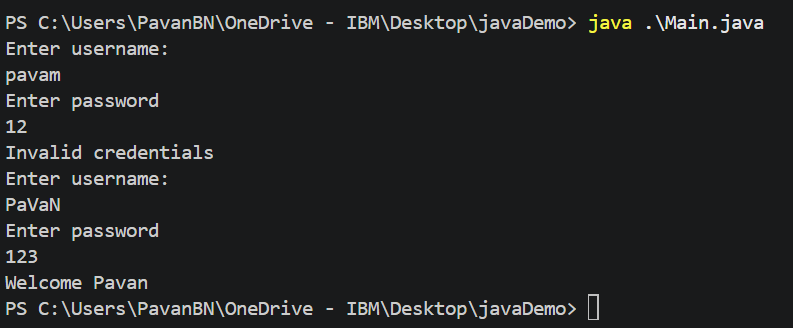 PS C:\Users\PavanBN\OneDrive - IBM\Desktop\javaDemo> java .\Main.java
Enter username:
pavam
Enter password
12
Invalid credentials
Enter username:
PaVaN
Enter password
123
Welcome Pavan
PS C:\Users\PavanBN\OneDrive - IBM\Desktop\javaDemo>